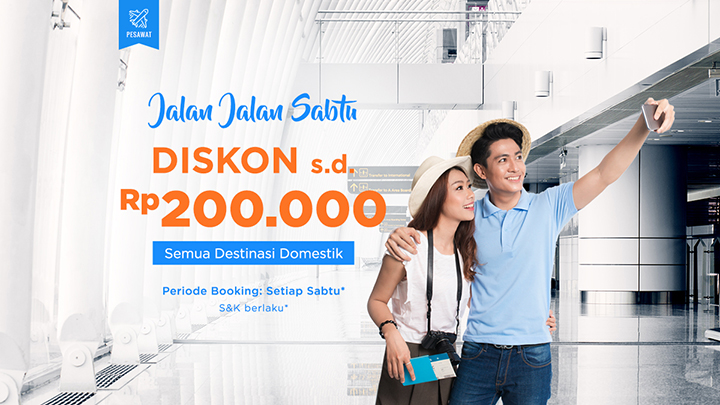 PESAWAT
Jalan Jalan Sabtu
DISKON s.d.
Rp200.000
Semua Destinasi Domestik
Periode Booking: Setiap Sabtu*
S&K berlaku*